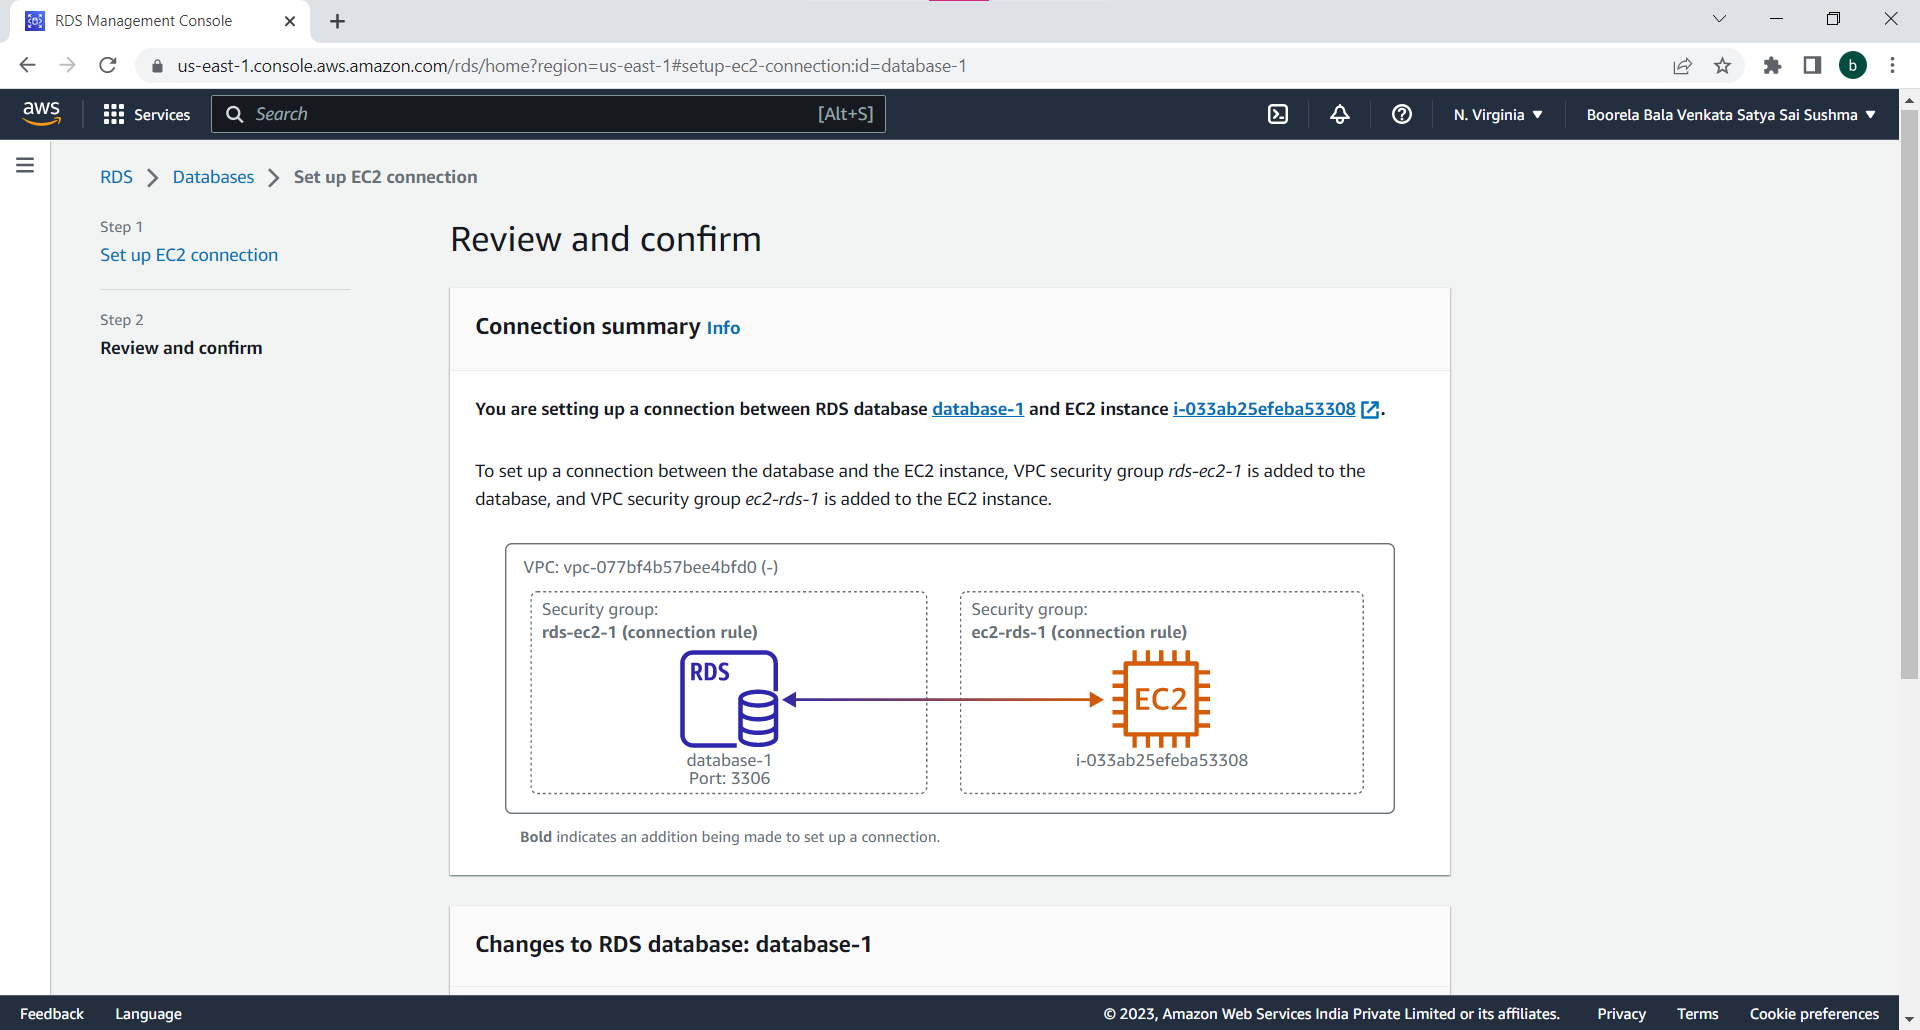 RDS Management Console
us-east-1.console.aws.amazon.com/rds/home?region=us-east-1#setup-ec2-connection:id=database-1
b
aws
Services
Search
[Alt+S]
N. Virginia
Boorela Bala Venkata Satya Sai Sushma
RDS
Databases
Set up EC2 connection
Step 1
Set up EC2 connection
Step 2
Review and confirm
Review and confirm
Connection summary Info
You are setting up a connection between RDS database database-1 and EC2 instance i-033ab25efeba53308 .
To set up a connection between the database and the EC2 instance, VPC security group rds-ec2-1 is added to the
database, and VPC security group ec2-rds-1 is added to the EC2 instance.
VPC: vpc-077bf4b57bee4bfd0 (-)
Security group:
rds-ec2-1 (connection rule)
RDS
database-1
Port: 3306
Security group:
ec2-rds-1 (connection rule)
EC2
i-033ab25efeba53308
Bold indicates an addition being made to set up a connection.
Changes to RDS database: database-1
Feedback
Language
© 2023, Amazon Web Services India Private Limited or its affiliates.
Privacy
Terms
Cookie preferences